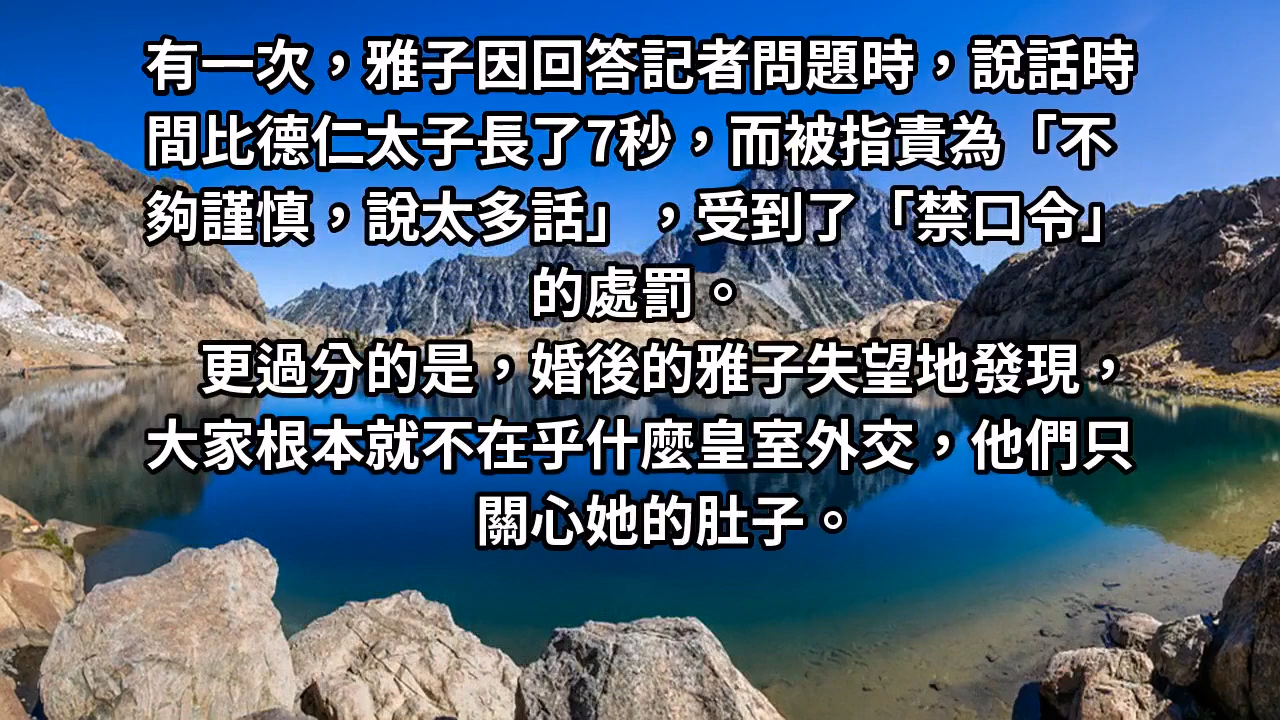 有一次，雅子因回答記者問題時，說話時
間比德仁太子長了7秒，而被指責為「不
夠謹慎，說太多話」，受到了「禁口令」
的處罰。
更過分的是，婚後的雅子失望地發現，
大家根本就不在乎什麼皇室外交，他們只
關心她的肚子。